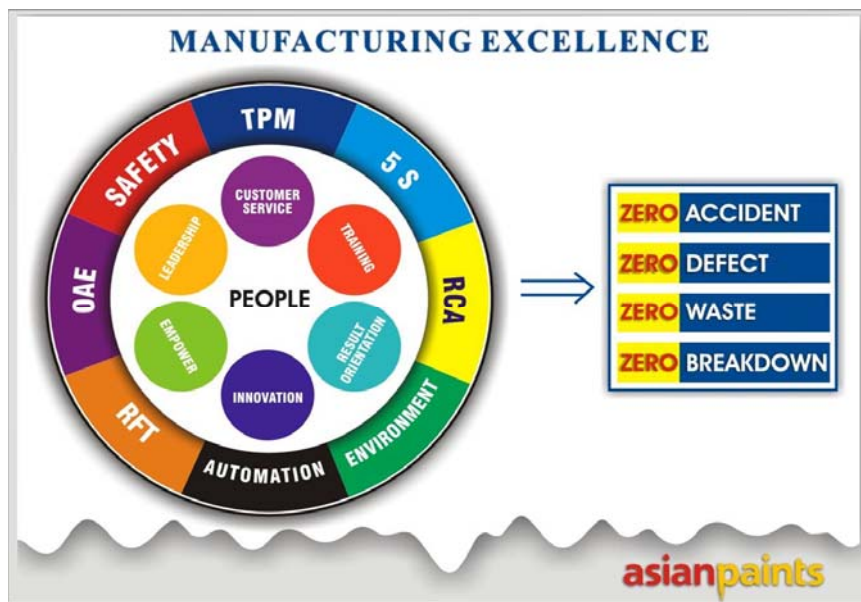 MANUFACTURING EXCELLENCE
TPM
5 S
RCA
ENVIRONMENT
AUTOMATION
RFT
OAE
SAFETY
CUSTOMER
SERVICE
TRAINING
RESULT
ORIENTATION
INNOVATION
EMPOWER
LEADERSHIP
PEOPLE
ZERO ACCIDENT
ZERO DEFECT
ZERO WASTE
ZERO BREAKDOWN
asianpaints